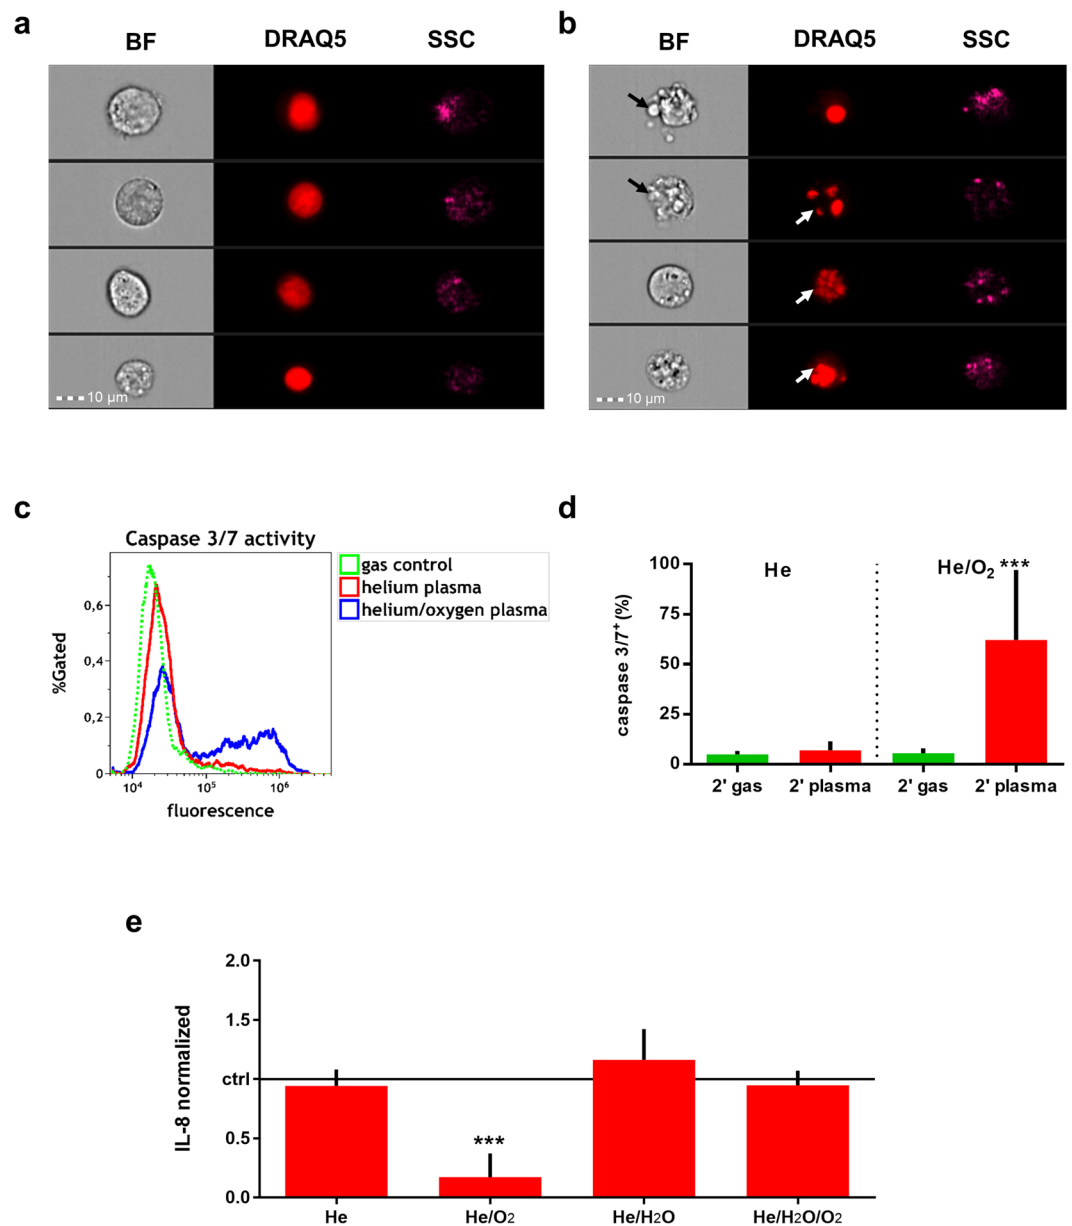 a
BF DRAQ5 SSC
10 μm
b
BF DRAQ5 SSC
10 μm
c
Caspase 3/7 activity
gas control
helium plasma
helium/oxygen plasma
%Gated
0,6
0,4
0,2
0
10⁴ 10⁵ 10⁶
fluorescence
d
He He/O₂ ***
caspase 3/7⁺ (%)
100
75
50
25
0
2' gas 2' plasma 2' gas 2' plasma
e
IL-8 normalized
2.0
1.5
ctrl
0.5
0.0
***
He He/O₂ He/H₂O He/H₂O/O₂